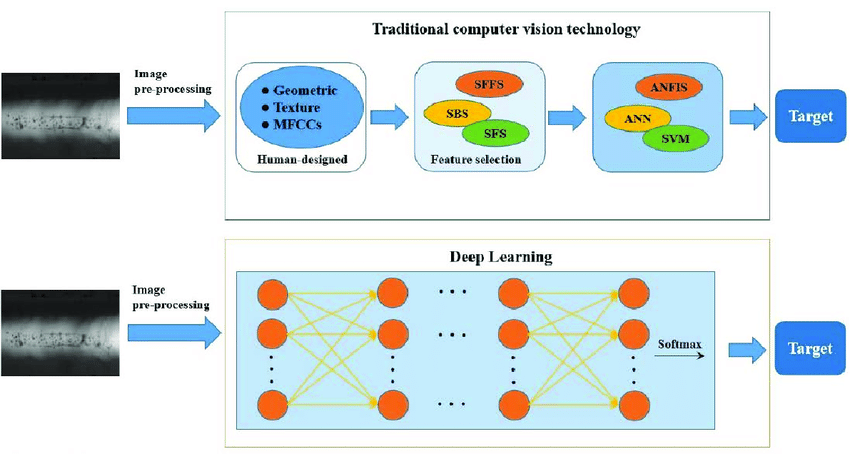 Traditional computer vision technology
Image
pre-processing
● Geometric
● Texture
● MFCCs
Human-designed
SFFS
SBS
SFS
Feature selection
ANFIS
ANN
SVM
Target
Deep Learning
Image
pre-processing
Softmax
Target